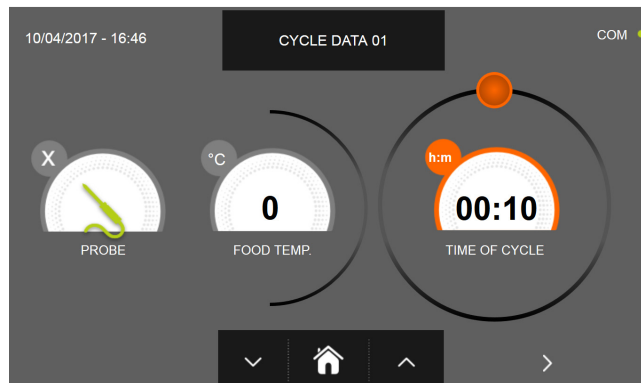 10/04/2017 - 16:46
CYCLE DATA 01
COM
X
°C
h:m
0
00:10
PROBE
FOOD TEMP.
TIME OF CYCLE